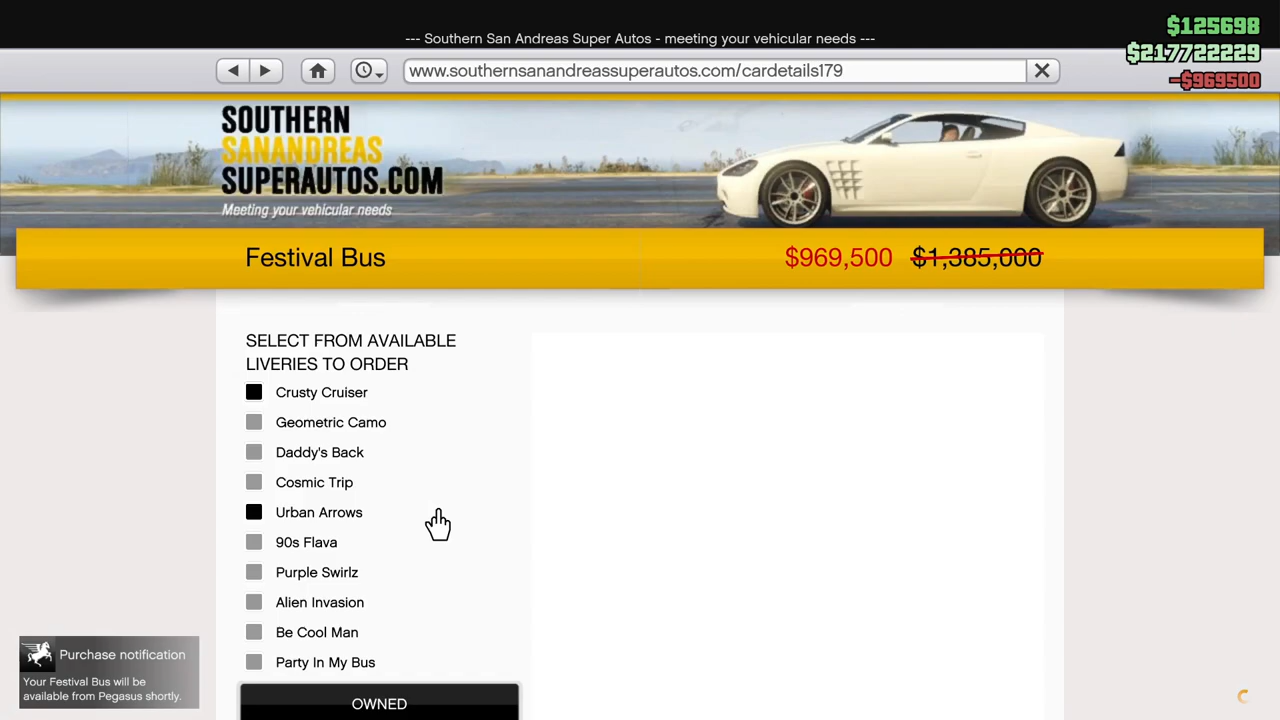 --- Southern San Andreas Super Autos - meeting your vehicular needs ---
$125698
$217722229
-$969500
www.southernsanandreassuperautos.com/cardetails179
SOUTHERN
SANANDREAS
SUPERAUTOS.COM
Meeting your vehicular needs
Festival Bus
$969,500 $1,385,000
SELECT FROM AVAILABLE
LIVERIES TO ORDER
Crusty Cruiser
Geometric Camo
Daddy's Back
Cosmic Trip
Urban Arrows
90s Flava
Purple Swirlz
Alien Invasion
Be Cool Man
Party In My Bus
OWNED
Purchase notification
Your Festival Bus will be
available from Pegasus shortly.